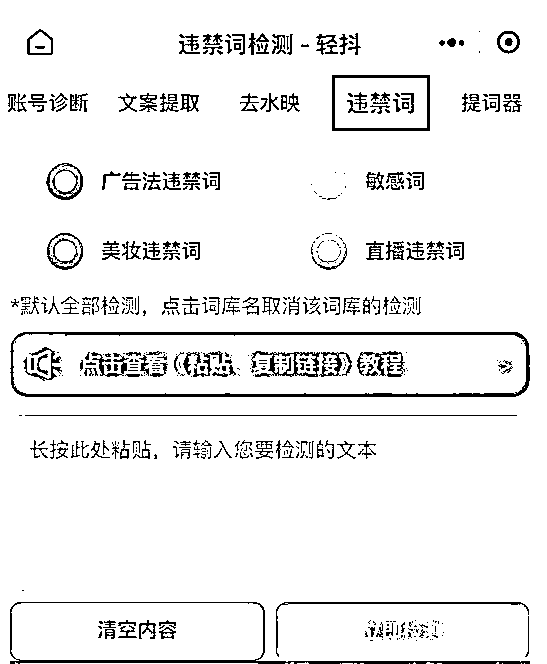 违禁词检测 - 轻抖
账号诊断 文案提取 去水映 违禁词 提词器
广告法违禁词 敏感词
美妆违禁词 直播违禁词
*默认全部检测，点击词库名取消该词库的检测
点击查看《粘贴、复制链接》教程
长按此处粘贴，请输入您要检测的文本
清空内容